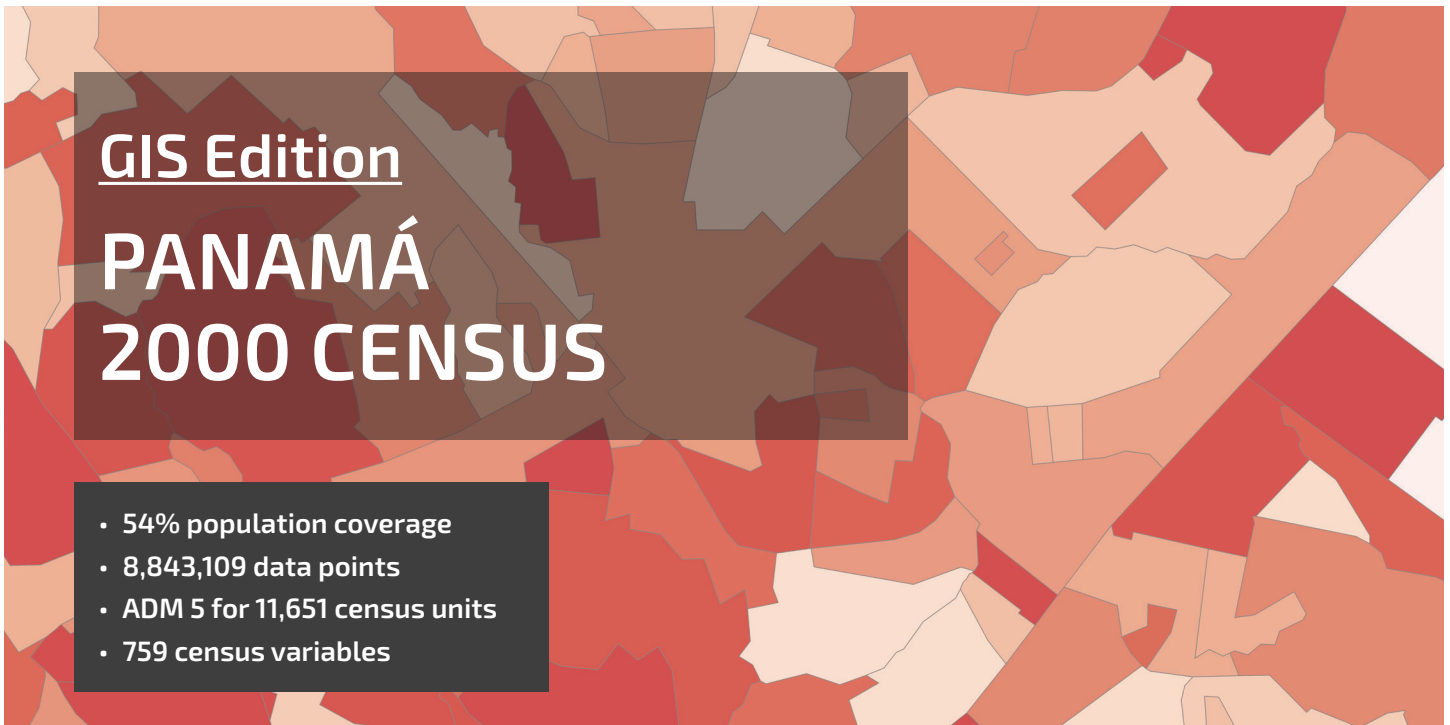 GIS Edition
PANAMÁ
2000 CENSUS
• 54% population coverage
• 8,843,109 data points
• ADM 5 for 11,651 census units
• 759 census variables